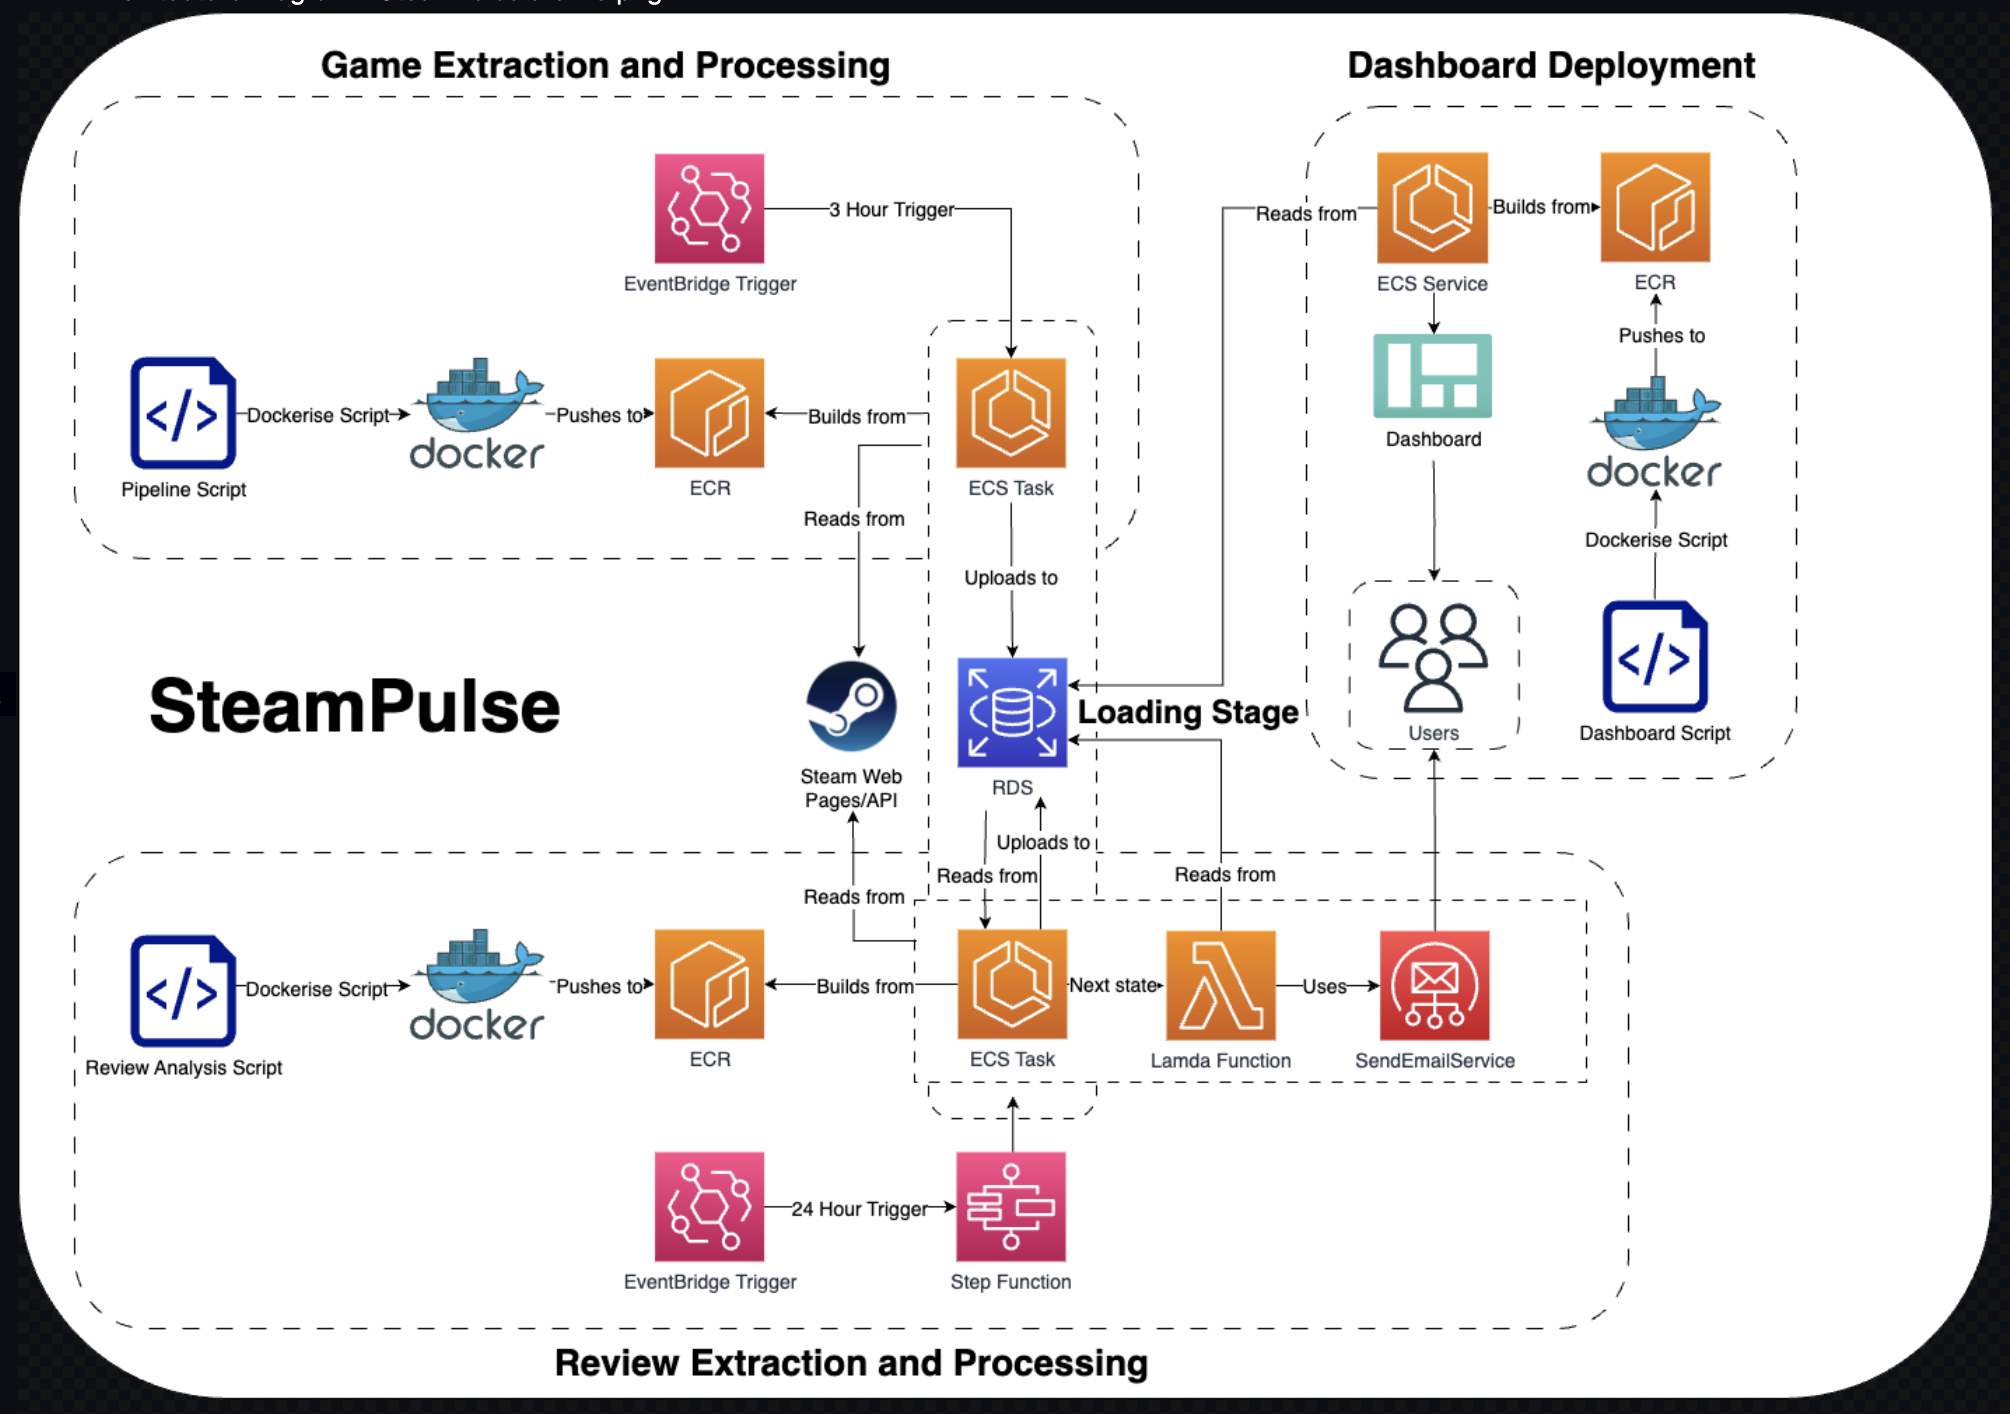 Game Extraction and Processing
Dashboard Deployment
3 Hour Trigger
EventBridge Trigger
Reads from
Builds from
ECS Service
ECR
Pushes to
Dashboard
docker
Dockerise Script
Users
Dashboard Script
Dockerise Script
docker
Pushes to
Builds from
Pipeline Script
ECR
ECS Task
Reads from
Uploads to
SteamPulse
Loading Stage
Steam Web
Pages/API
RDS
Uploads to
Reads from
Reads from
Reads from
Dockerise Script
docker
Pushes to
Builds from
Next state
Uses
Review Analysis Script
ECR
ECS Task
Lamda Function
SendEmailService
24 Hour Trigger
EventBridge Trigger
Step Function
Review Extraction and Processing